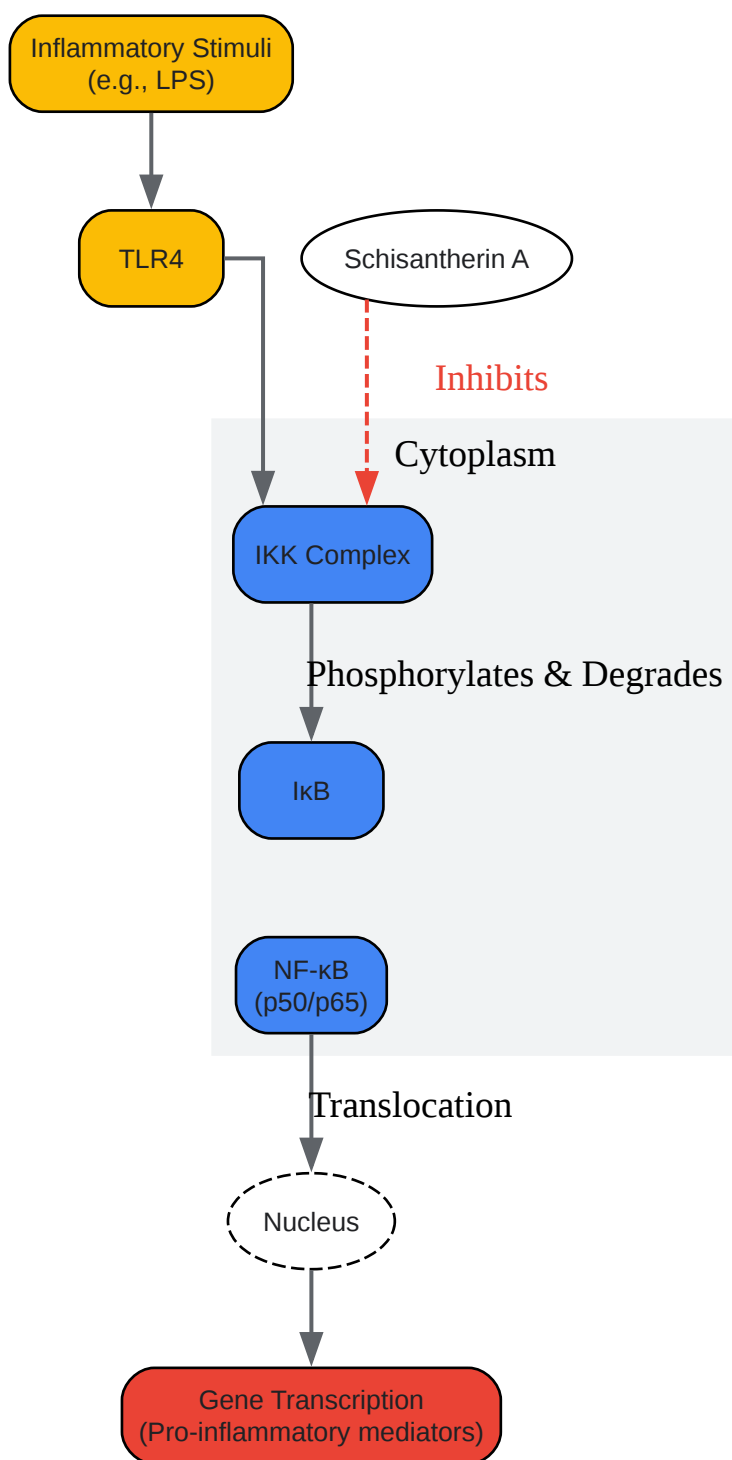 Inflammatory Stimuli
(e.g., LPS)
TLR4
Schisantherin A
Inhibits
Cytoplasm
IKK Complex
Phosphorylates & Degrades
IκB
NF-κB
(p50/p65)
Translocation
Nucleus
Gene Transcription
(Pro-inflammatory mediators)